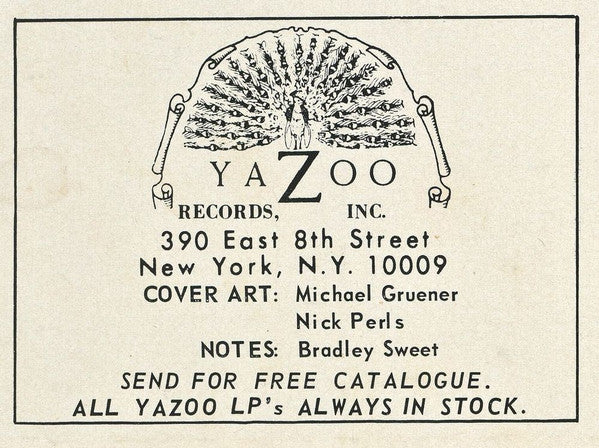 YAZOO
RECORDS, INC.
390 East 8th Street
New York, N.Y. 10009
COVER ART: Michael Gruener
Nick Perls
NOTES: Bradley Sweet
SEND FOR FREE CATALOGUE.
ALL YAZOO LP's ALWAYS IN STOCK.